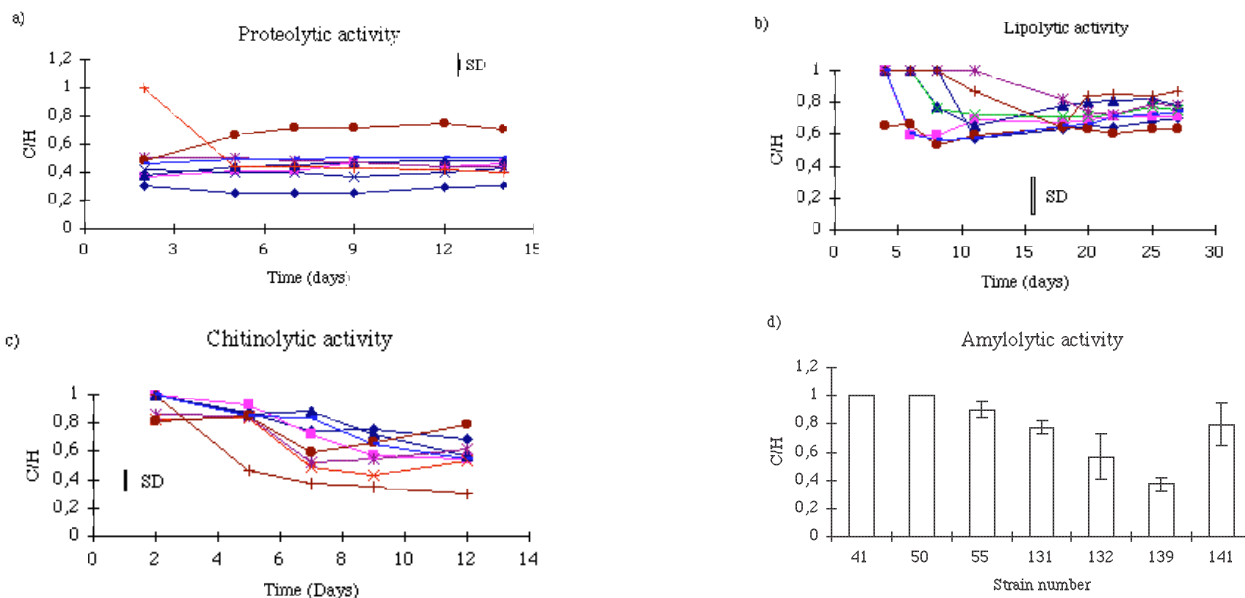 a)
Proteolytic activity
1,2
1
0,8
0,6
0,4
0,2
0
C/H
SD
0 3 6 9 12 15
Time (days)
b)
Lipolytic activity
1
0,8
0,6
0,4
0,2
0
C/H
SD
0 5 10 15 20 25 30
Time (days)
c)
Chitinolytic activity
1
0,8
0,6
0,4
0,2
0
C/H
SD
0 2 4 6 8 10 12 14
Time (Days)
d)
Amylolytic activity
1,2
1
0,8
0,6
0,4
0,2
0
C/H
41 50 55 131 132 139 141
Strain number